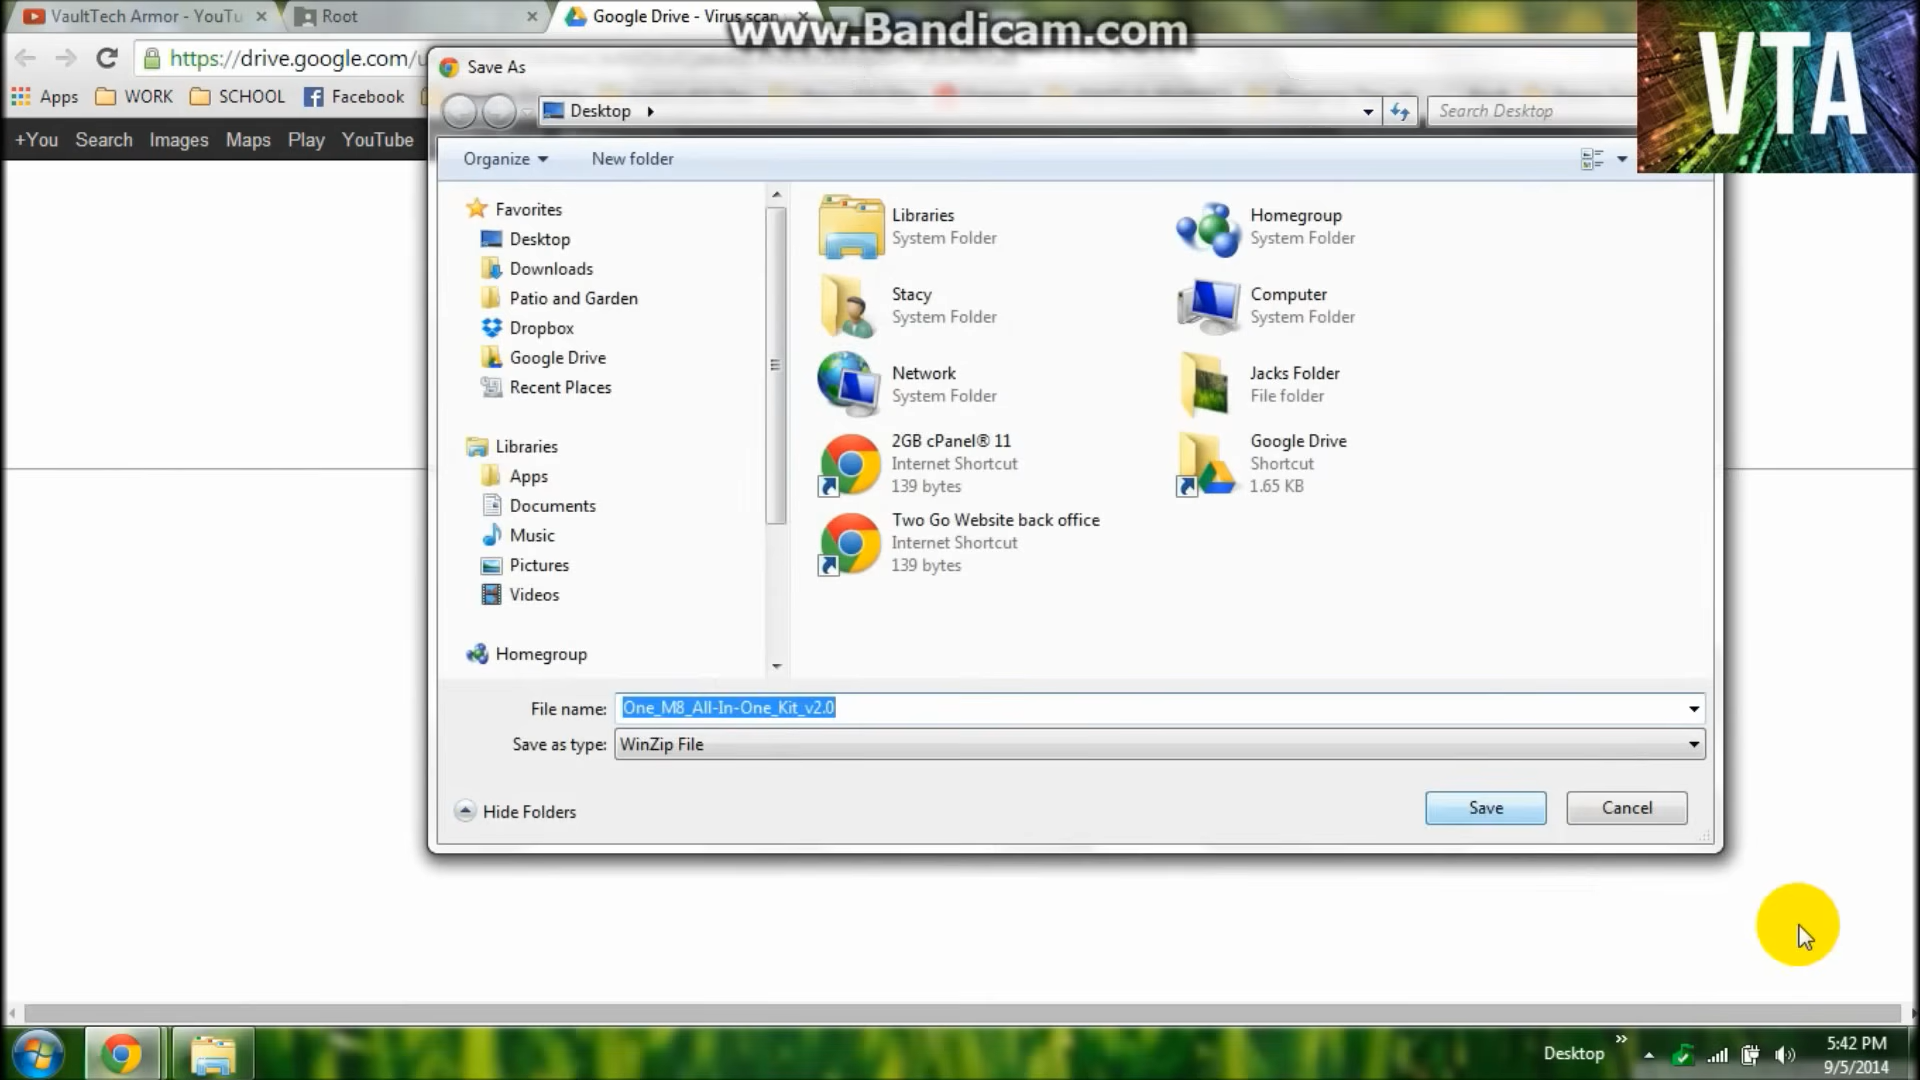 VaultTech Armor - YouTu
Root
Google Drive - Virus scan
www.Bandicam.com
VTA
https://drive.google.com/u
Save As
Apps
WORK
SCHOOL
Facebook
Desktop
Search Desktop
+You
Search
Images
Maps
Play
YouTube
Organize
New folder
Favorites
Desktop
Downloads
Patio and Garden
Dropbox
Google Drive
Recent Places
Libraries
Apps
Documents
Music
Pictures
Videos
Homegroup
Libraries
System Folder
Homegroup
System Folder
Stacy
System Folder
Computer
System Folder
Network
System Folder
Jacks Folder
File folder
2GB cPanel® 11
Internet Shortcut
139 bytes
Google Drive
Shortcut
1.65 KB
Two Go Website back office
Internet Shortcut
139 bytes
File name: One_M8_All-In-One_Kit_v2.0
Save as type: WinZip File
Hide Folders
Save
Cancel
Desktop
5:42 PM
9/5/2014